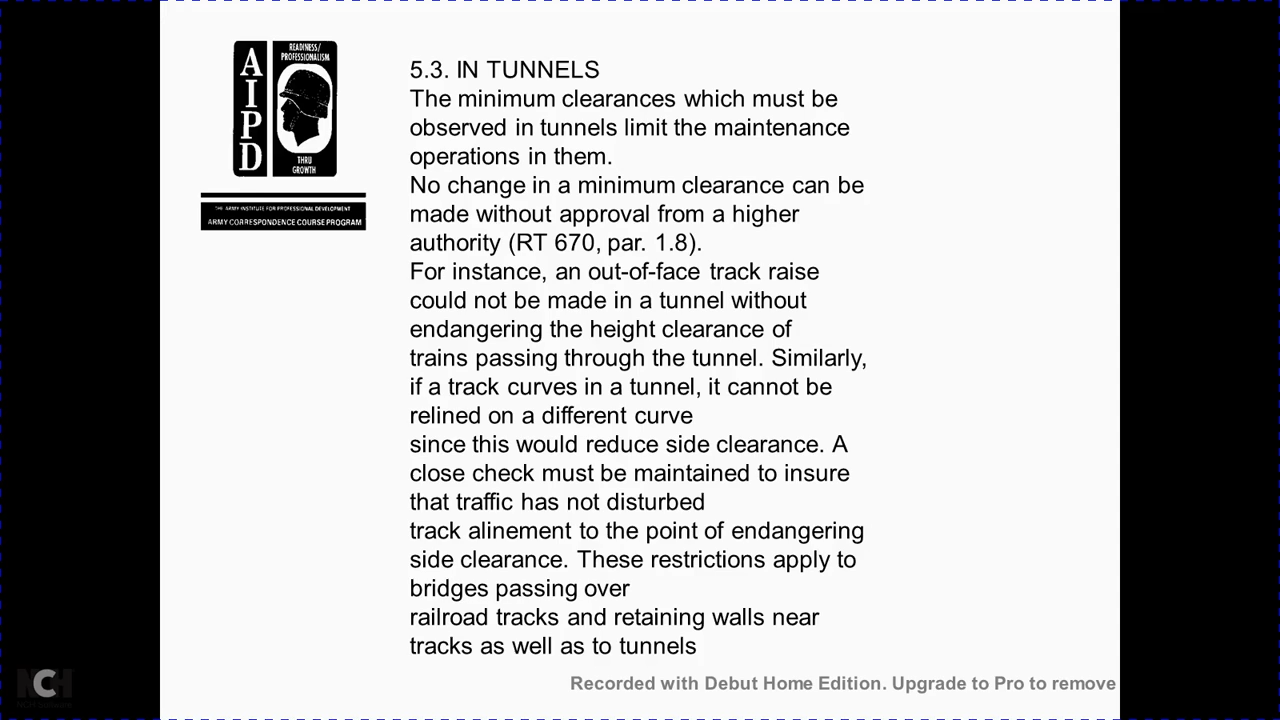 AIPD
READINESS/
PROFESSIONALISM
THRU
GROWTH
THE ARMY INSTITUTE FOR PROFESSIONAL DEVELOPMENT
ARMY CORRESPONDENCE COURSE PROGRAM
5.3. IN TUNNELS
The minimum clearances which must be
observed in tunnels limit the maintenance
operations in them.
No change in a minimum clearance can be
made without approval from a higher
authority (RT 670, par. 1.8).
For instance, an out-of-face track raise
could not be made in a tunnel without
endangering the height clearance of
trains passing through the tunnel. Similarly,
if a track curves in a tunnel, it cannot be
relined on a different curve
since this would reduce side clearance. A
close check must be maintained to insure
that traffic has not disturbed
track alinement to the point of endangering
side clearance. These restrictions apply to
bridges passing over
railroad tracks and retaining walls near
tracks as well as to tunnels
NCH
Recorded with Debut Home Edition. Upgrade to Pro to remove